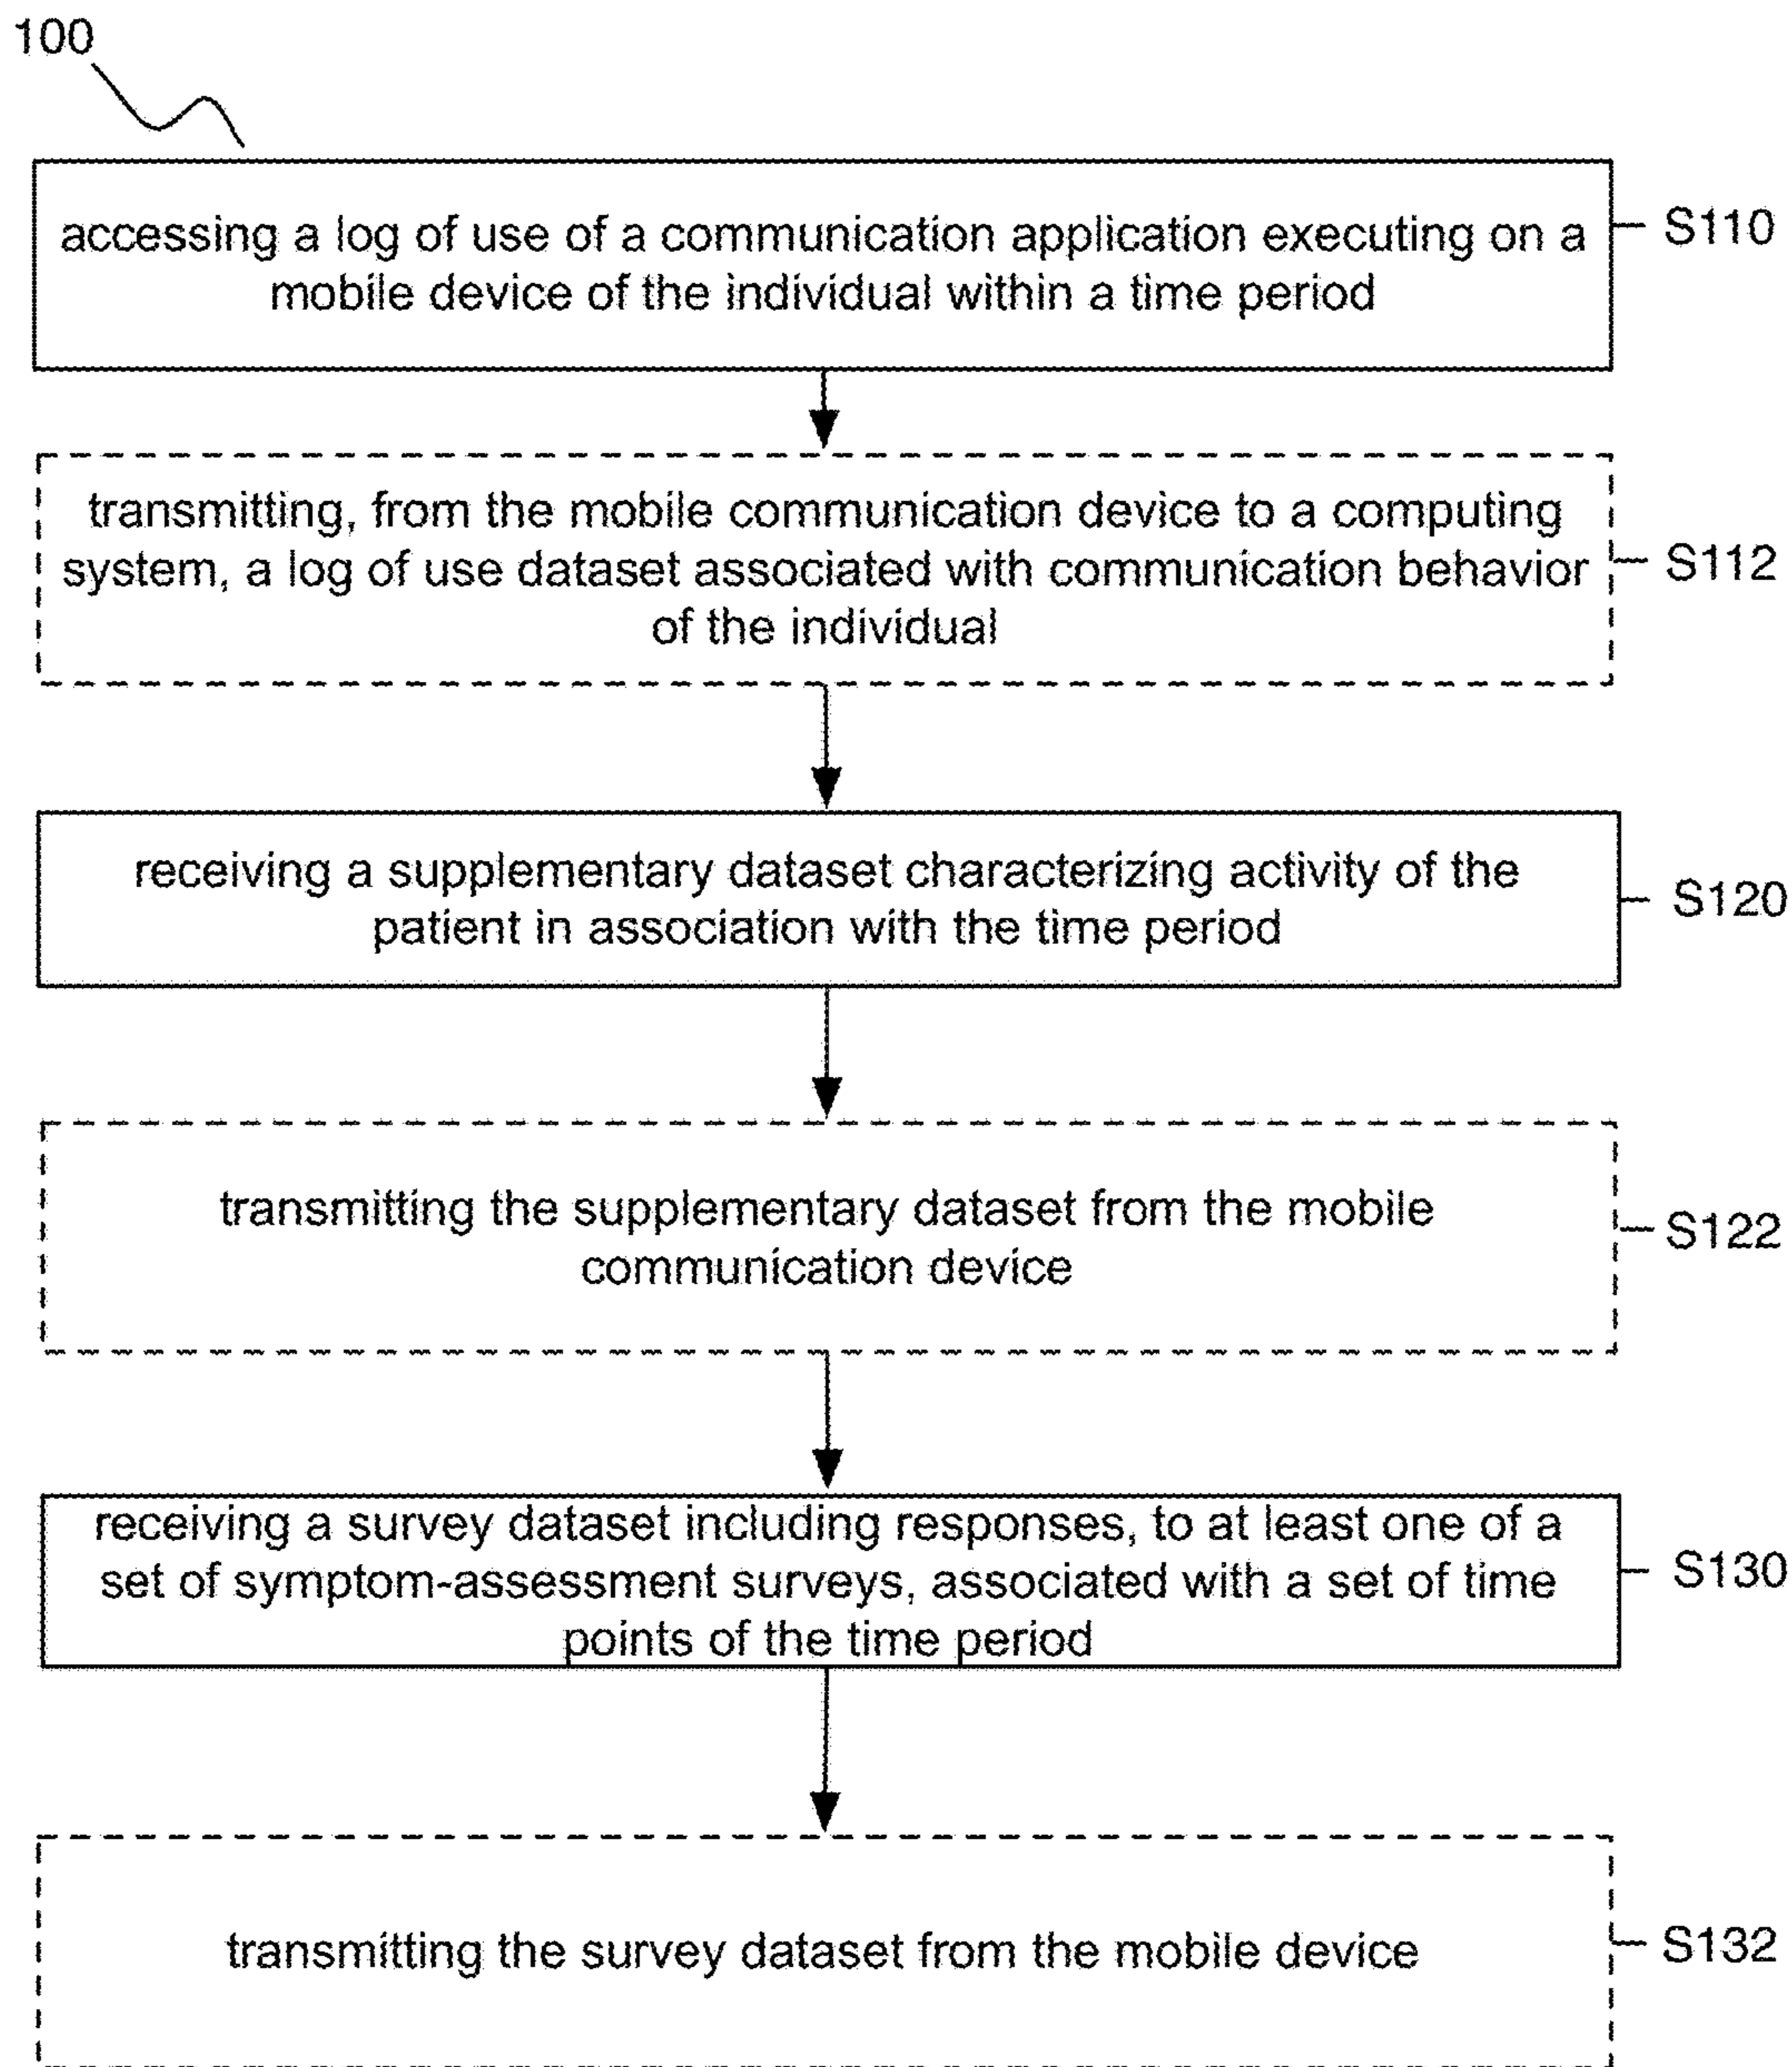 100
accessing a log of use of a communication application executing on a
mobile device of the individual within a time period
S110
transmitting, from the mobile communication device to a computing
system, a log of use dataset associated with communication behavior
of the individual
S112
receiving a supplementary dataset characterizing activity of the
patient in association with the time period
S120
transmitting the supplementary dataset from the mobile
communication device
S122
receiving a survey dataset including responses, to at least one of a
set of symptom-assessment surveys, associated with a set of time
points of the time period
S130
transmitting the survey dataset from the mobile device
S132